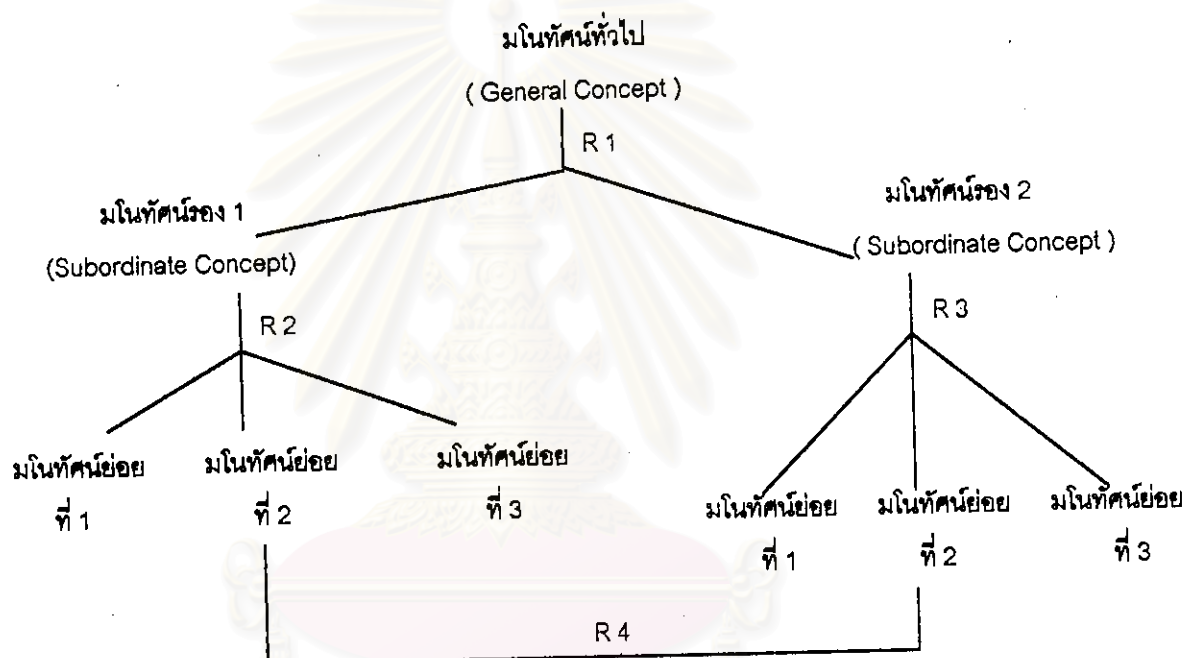 มโนทัศน์ทั่วไป
( General Concept )
R 1
มโนทัศน์รอง 1
(Subordinate Concept)
มโนทัศน์รอง 2
( Subordinate Concept )
R 2
R 3
มโนทัศน์ย่อย
ที่ 1
มโนทัศน์ย่อย
ที่ 2
มโนทัศน์ย่อย
ที่ 3
มโนทัศน์ย่อย
ที่ 1
มโนทัศน์ย่อย
ที่ 2
มโนทัศน์ย่อย
ที่ 3
R 4